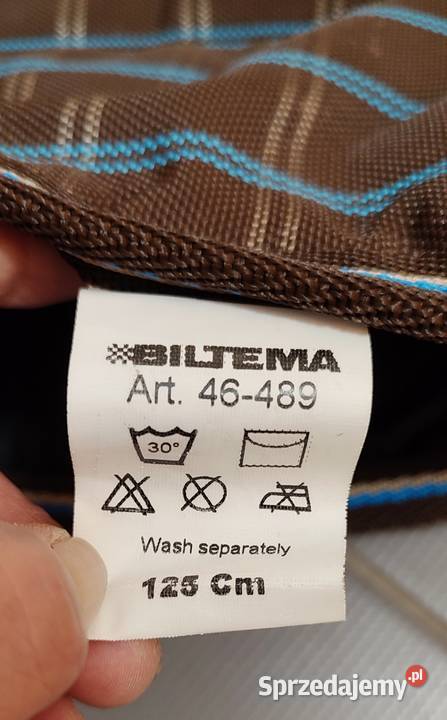 BILTEMA
Art. 46-489
30°
Wash separately
125 Cm
Sprzedajemy.pl